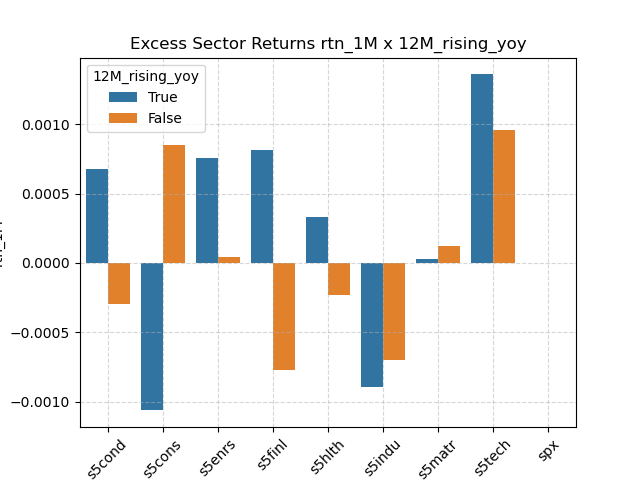 Excess Sector Returns rtn_1M x 12M_rising_yoy
12M_rising_yoy
True
False
0.0010
0.0005
0.0000
−0.0005
−0.0010
s5cond
s5cons
s5enrs
s5finl
s5hlth
s5indu
s5matr
s5tech
spx